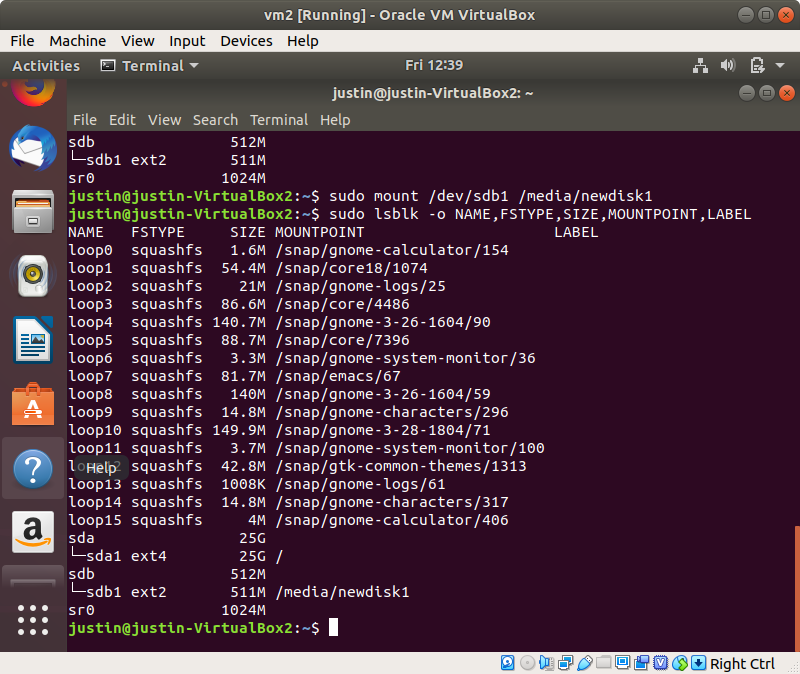 vm2 [Running] - Oracle VM VirtualBox
File Machine View Input Devices Help
Activities Terminal Fri 12:39
justin@justin-VirtualBox2: ~
File Edit View Search Terminal Help
sdb 512M
└─sdb1 ext2 511M
sr0 1024M
justin@justin-VirtualBox2:~$ sudo mount /dev/sdb1 /media/newdisk1
justin@justin-VirtualBox2:~$ sudo lsblk -o NAME,FSTYPE,SIZE,MOUNTPOINT,LABEL
NAME FSTYPE SIZE MOUNTPOINT LABEL
loop0 squashfs 1.6M /snap/gnome-calculator/154
loop1 squashfs 54.4M /snap/core18/1074
loop2 squashfs 21M /snap/gnome-logs/25
loop3 squashfs 86.6M /snap/core/4486
loop4 squashfs 140.7M /snap/gnome-3-26-1604/90
loop5 squashfs 88.7M /snap/core/7396
loop6 squashfs 3.3M /snap/gnome-system-monitor/36
loop7 squashfs 81.7M /snap/emacs/67
loop8 squashfs 140M /snap/gnome-3-26-1604/59
loop9 squashfs 14.8M /snap/gnome-characters/296
loop10 squashfs 149.9M /snap/gnome-3-28-1804/71
loop11 squashfs 3.7M /snap/gnome-system-monitor/100
loop12 squashfs 42.8M /snap/gtk-common-themes/1313
Help
loop13 squashfs 1008K /snap/gnome-logs/61
loop14 squashfs 14.8M /snap/gnome-characters/317
loop15 squashfs 4M /snap/gnome-calculator/406
sda 25G
└─sda1 ext4 25G /
sdb 512M
└─sdb1 ext2 511M /media/newdisk1
sr0 1024M
justin@justin-VirtualBox2:~$
Right Ctrl